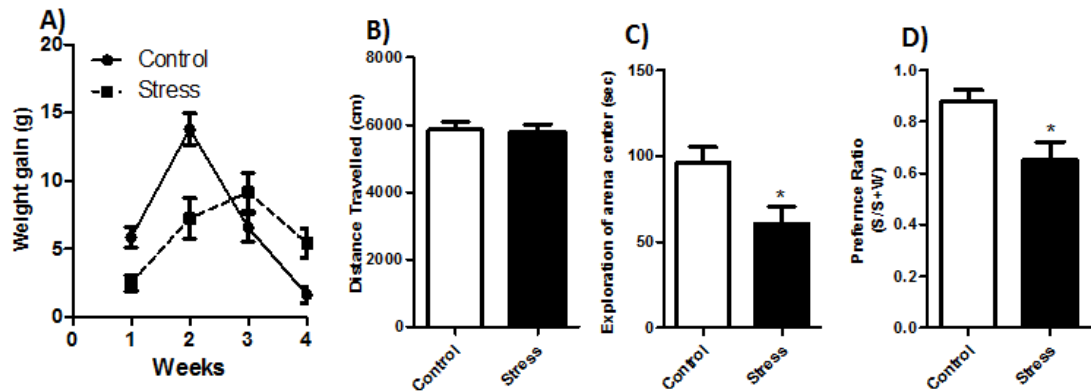 A)
Control
Stress
Weight gain (g)
20
15
10
5
0
0 1 2 3 4
Weeks
B)
Distance Travelled (cm)
8000
6000
4000
2000
0
Control Stress
C)
Exploration of arena center (sec)
150
100
50
0
*
Control Stress
D)
Prefernce Ratio
(S/S+W)
1.0
0.8
0.6
0.4
0.2
0.0
*
Control Stress